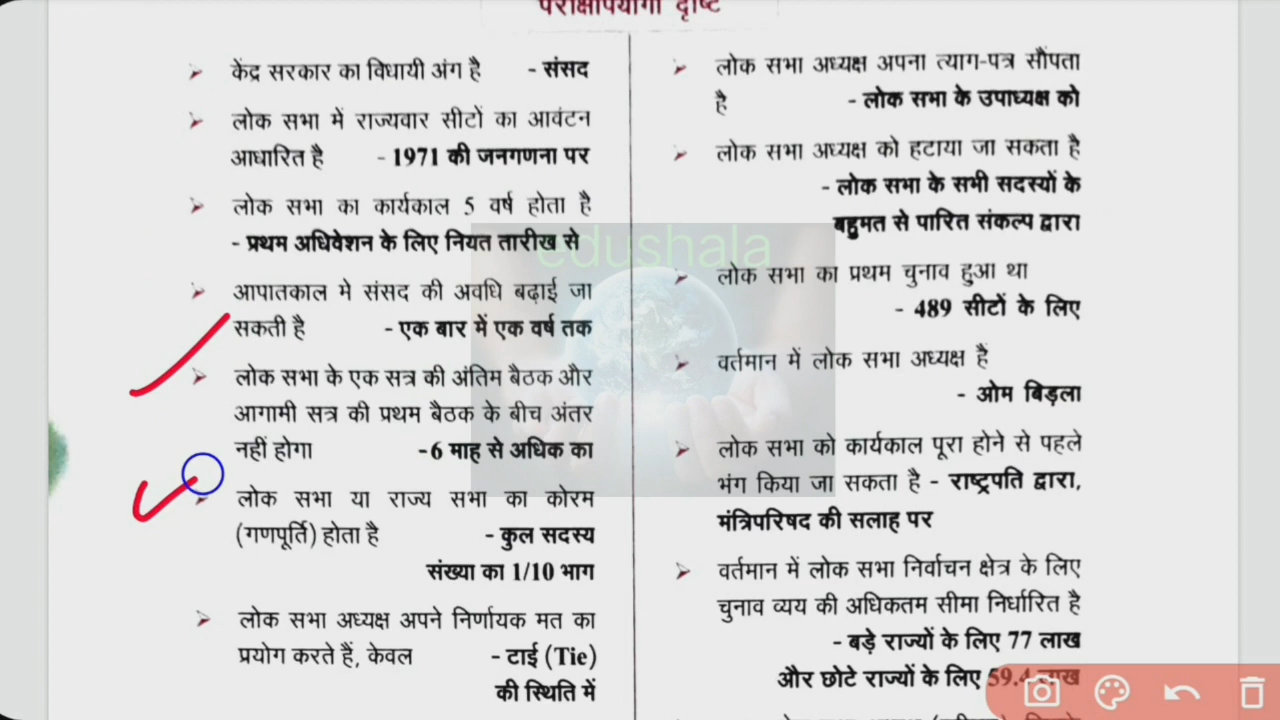 परीक्षोपयोगी दृष्टि
केंद्र सरकार का विधायी अंग है - संसद
लोक सभा में राज्यवार सीटों का आवंटन
आधारित है - 1971 की जनगणना पर
लोक सभा का कार्यकाल 5 वर्ष होता है
- प्रथम अधिवेशन के लिए नियत तारीख से
आपातकाल मे संसद की अवधि बढ़ाई जा
सकती है - एक बार में एक वर्ष तक
लोक सभा के एक सत्र की अंतिम बैठक और
आगामी सत्र की प्रथम बैठक के बीच अंतर
नहीं होगा -6 माह से अधिक का
लोक सभा या राज्य सभा का कोरम
(गणपूर्ति) होता है - कुल सदस्य
संख्या का 1/10 भाग
लोक सभा अध्यक्ष अपने निर्णायक मत का
प्रयोग करते हैं, केवल - टाई (Tie)
की स्थिति में
लोक सभा अध्यक्ष अपना त्याग-पत्र सौंपता
है - लोक सभा के उपाध्यक्ष को
लोक सभा अध्यक्ष को हटाया जा सकता है
- लोक सभा के सभी सदस्यों के
बहुमत से पारित संकल्प द्वारा
लोक सभा का प्रथम चुनाव हुआ था
- 489 सीटों के लिए
वर्तमान में लोक सभा अध्यक्ष है
- ओम बिड़ला
लोक सभा को कार्यकाल पूरा होने से पहले
भंग किया जा सकता है - राष्ट्रपति द्वारा,
मंत्रिपरिषद की सलाह पर
वर्तमान में लोक सभा निर्वाचन क्षेत्र के लिए
चुनाव व्यय की अधिकतम सीमा निर्धारित है
- बड़े राज्यों के लिए 77 लाख
और छोटे राज्यों के लिए 59.4 लाख
edushala